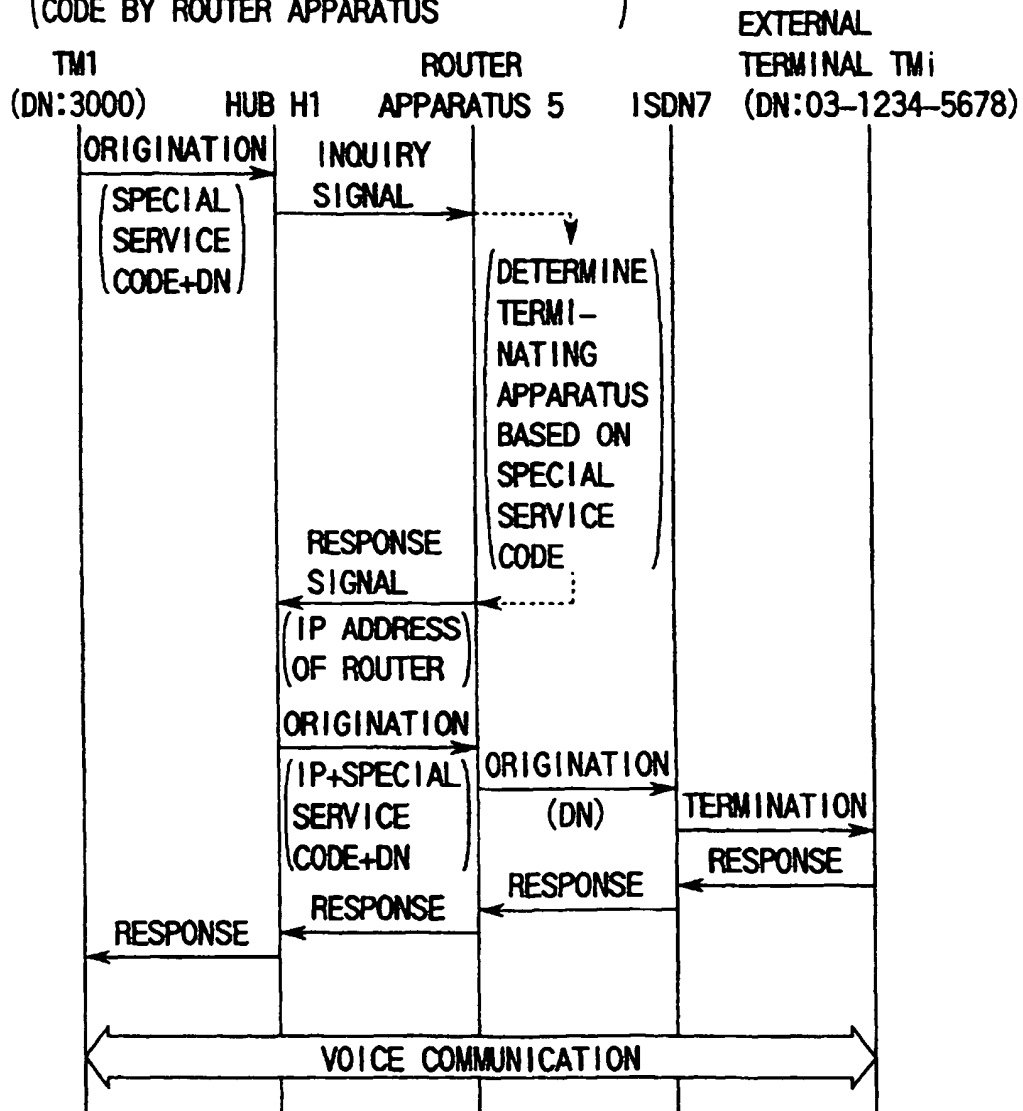 (CODE BY ROUTER APPARATUS )
EXTERNAL
TM1 ROUTER TERMINAL TMi
(DN:3000) HUB H1 APPARATUS 5 ISDN7 (DN:03-1234-5678)
ORIGINATION INQUIRY
SIGNAL
(SPECIAL
SERVICE
CODE+DN)
(DETERMINE
TERMI-
NATING
APPARATUS
BASED ON
SPECIAL
SERVICE
CODE)
RESPONSE
SIGNAL
(IP ADDRESS
OF ROUTER)
ORIGINATION
(IP+SPECIAL
SERVICE
CODE+DN)
ORIGINATION
(DN)
TERMINATION
RESPONSE
RESPONSE
RESPONSE
RESPONSE
VOICE COMMUNICATION